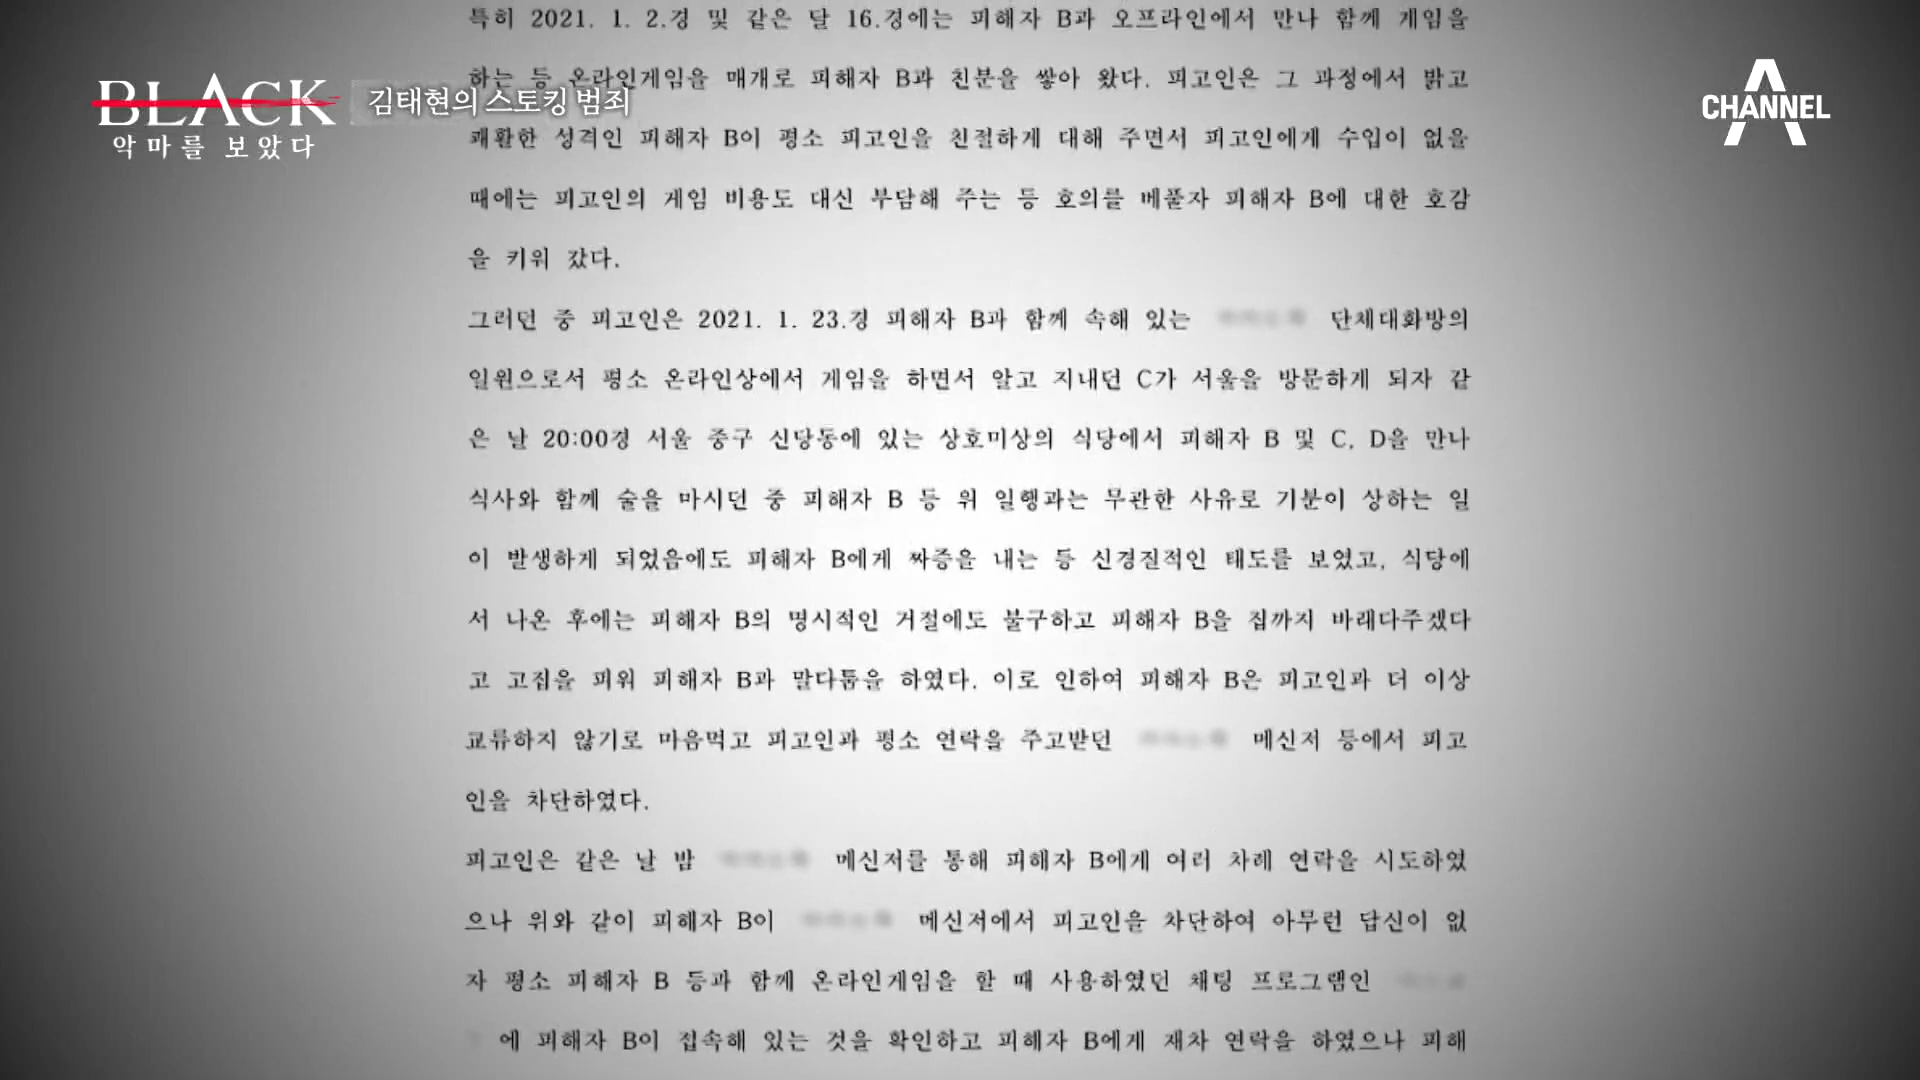 특히 2021. 1. 2.경 및 같은 달 16.경에는 피해자 B과 오프라인에서 만나 함께 게임을
하는 등 온라인게임을 매개로 피해자 B과 친분을 쌓아 왔다. 피고인은 그 과정에서 밝고
BLACK
악마를 보았다
김태현의 스토킹 범죄
CHANNEL A
쾌활한 성격인 피해자 B이 평소 피고인을 친절하게 대해 주면서 피고인에게 수입이 없을
때에는 피고인의 게임 비용도 대신 부담해 주는 등 호의를 베풀자 피해자 B에 대한 호감
을 키워 갔다.
그러던 중 피고인은 2021. 1. 23.경 피해자 B과 함께 속해 있는 단체대화방의
일원으로서 평소 온라인상에서 게임을 하면서 알고 지내던 C가 서울을 방문하게 되자 같
은 날 20:00경 서울 중구 신당동에 있는 상호미상의 식당에서 피해자 B 및 C, D을 만나
식사와 함께 술을 마시던 중 피해자 B 등 위 일행과는 무관한 사유로 기분이 상하는 일
이 발생하게 되었음에도 피해자 B에게 짜증을 내는 등 신경질적인 태도를 보였고, 식당에
서 나온 후에는 피해자 B의 명시적인 거절에도 불구하고 피해자 B을 집까지 바래다주겠다
고 고집을 피워 피해자 B과 말다툼을 하였다. 이로 인하여 피해자 B은 피고인과 더 이상
교류하지 않기로 마음먹고 피고인과 평소 연락을 주고받던 메신저 등에서 피고
인을 차단하였다.
피고인은 같은 날 밤 메신저를 통해 피해자 B에게 여러 차례 연락을 시도하였
으나 위와 같이 피해자 B이 메신저에서 피고인을 차단하여 아무런 답신이 없
자 평소 피해자 B 등과 함께 온라인게임을 할 때 사용하였던 채팅 프로그램인
에 피해자 B이 접속해 있는 것을 확인하고 피해자 B에게 재차 연락을 하였으나 피해